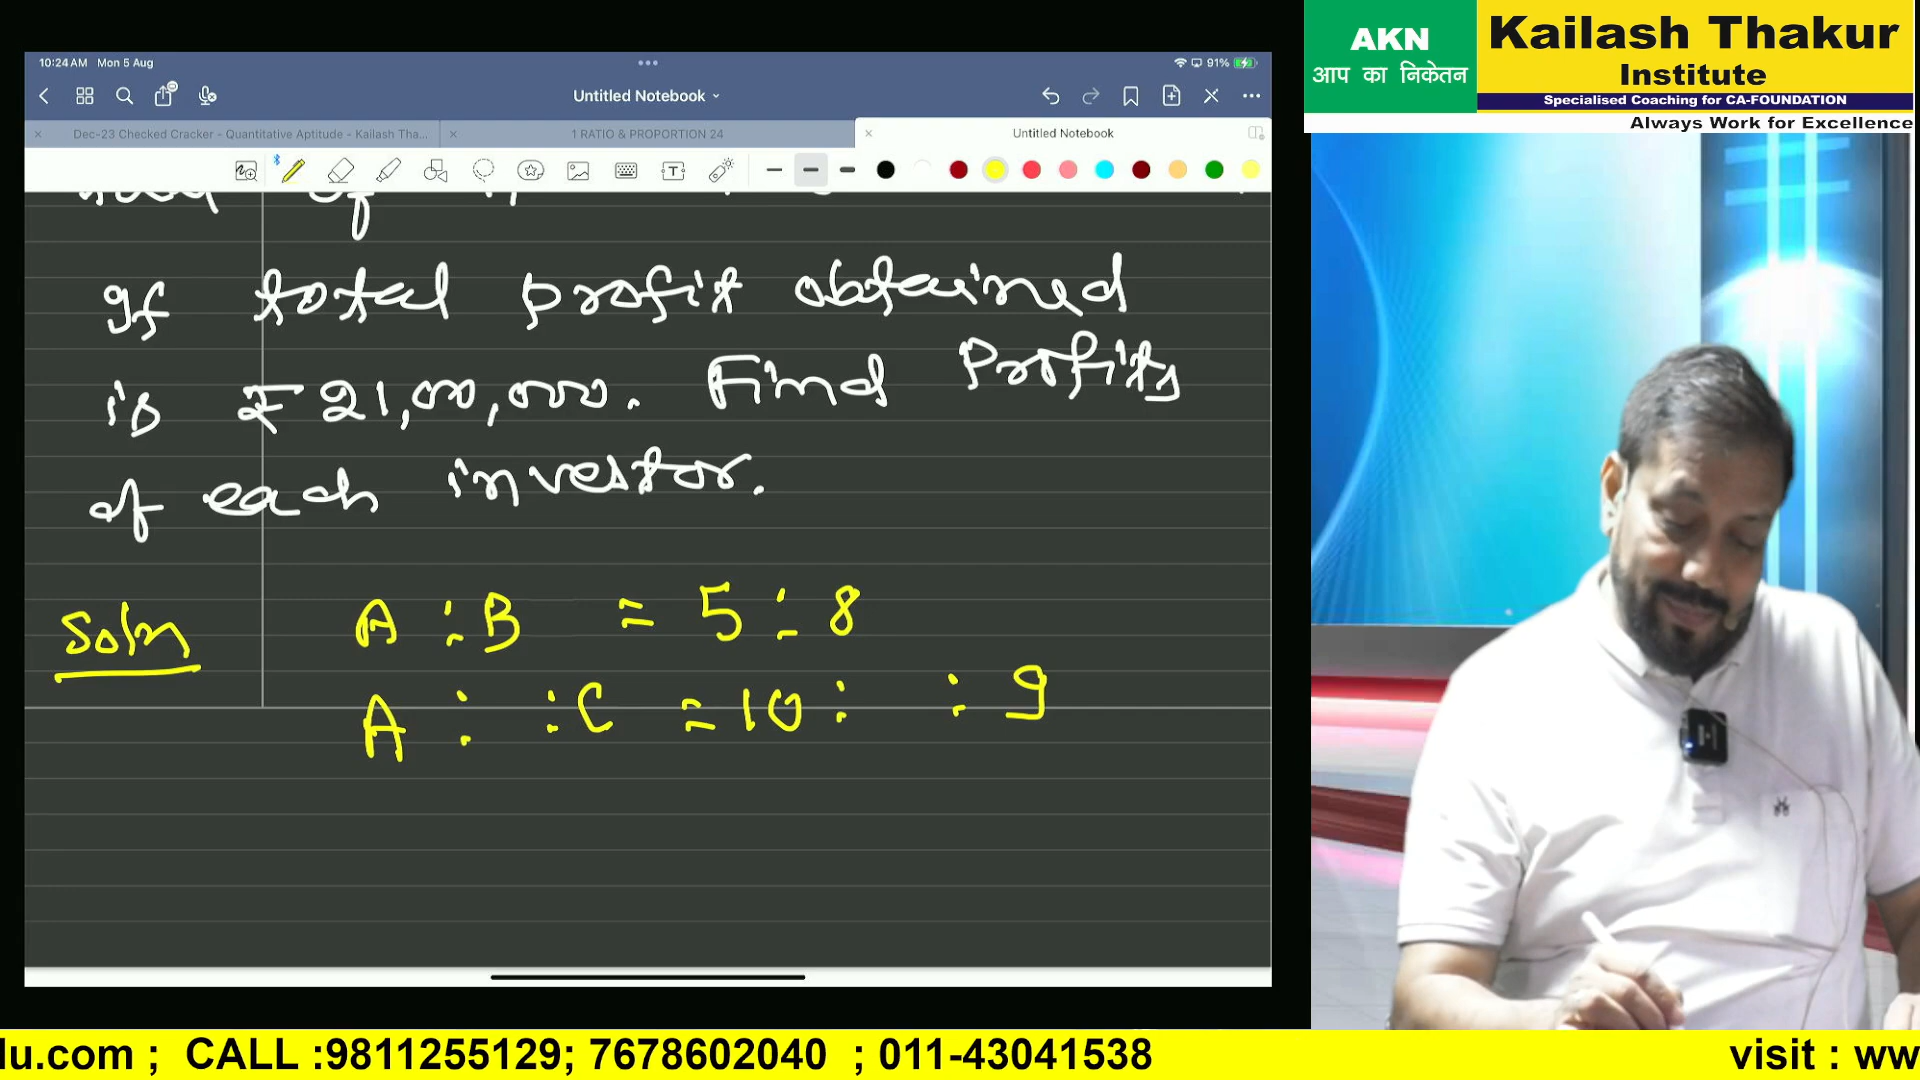 10:24 AM Mon 5 Aug
91%
Untitled Notebook
Dec-23 Checked Cracker - Quantitative Aptitude - Kailash Tha...
1 RATIO & PROPORTION 24
Untitled Notebook
of
If total profit obtained
is ₹ 21,00,000. Find Profits
of each investor.
Soln
A : B = 5 : 8
A : : C = 10 : : 9
AKN
आप का निकेतन
Kailash Thakur
Institute
Specialised Coaching for CA-FOUNDATION
Always Work for Excellence
du.com ; CALL :9811255129; 7678602040 ; 011-43041538 visit : ww